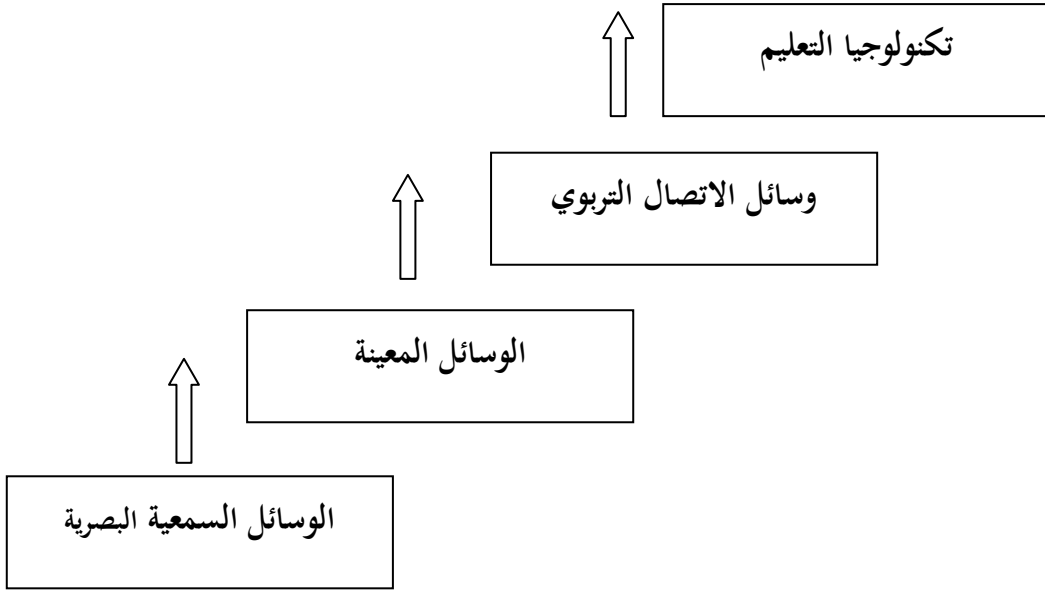 تكنولوجيا التعليم
وسائل الاتصال التربوي
الوسائل المعينة
الوسائل السمعية البصرية